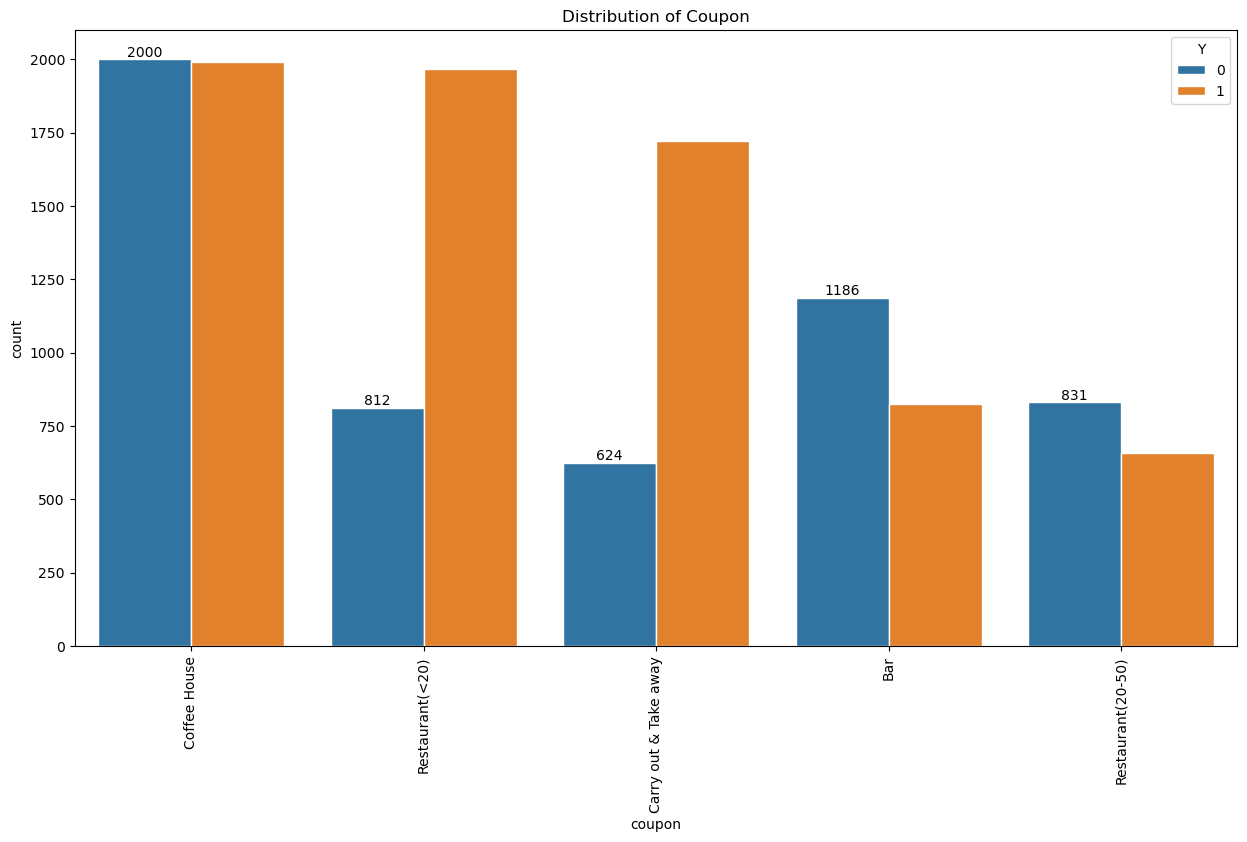 Distribution of Coupon
Y
0
1
2000
812
624
1186
831
2000
1750
1500
1250
1000
750
500
250
0
count
Coffee House
Restaurant(<20)
Carry out & Take away
Bar
Restaurant(20-50)
coupon